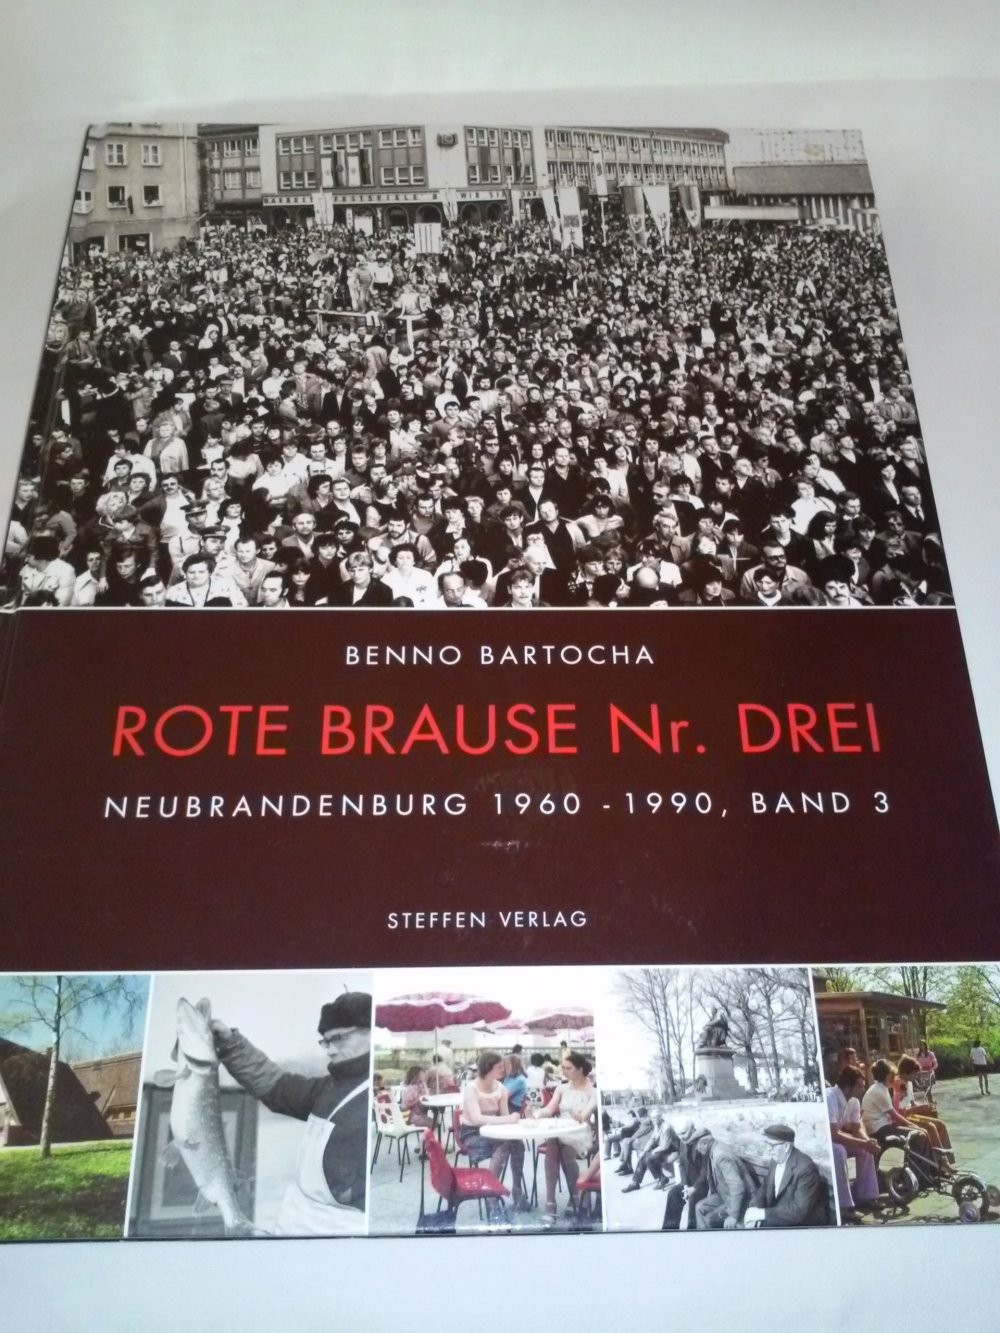 BENNO BARTOCHA
ROTE BRAUSE Nr. DREI
NEUBRANDENBURG 1960 - 1990, BAND 3
STEFFEN VERLAG